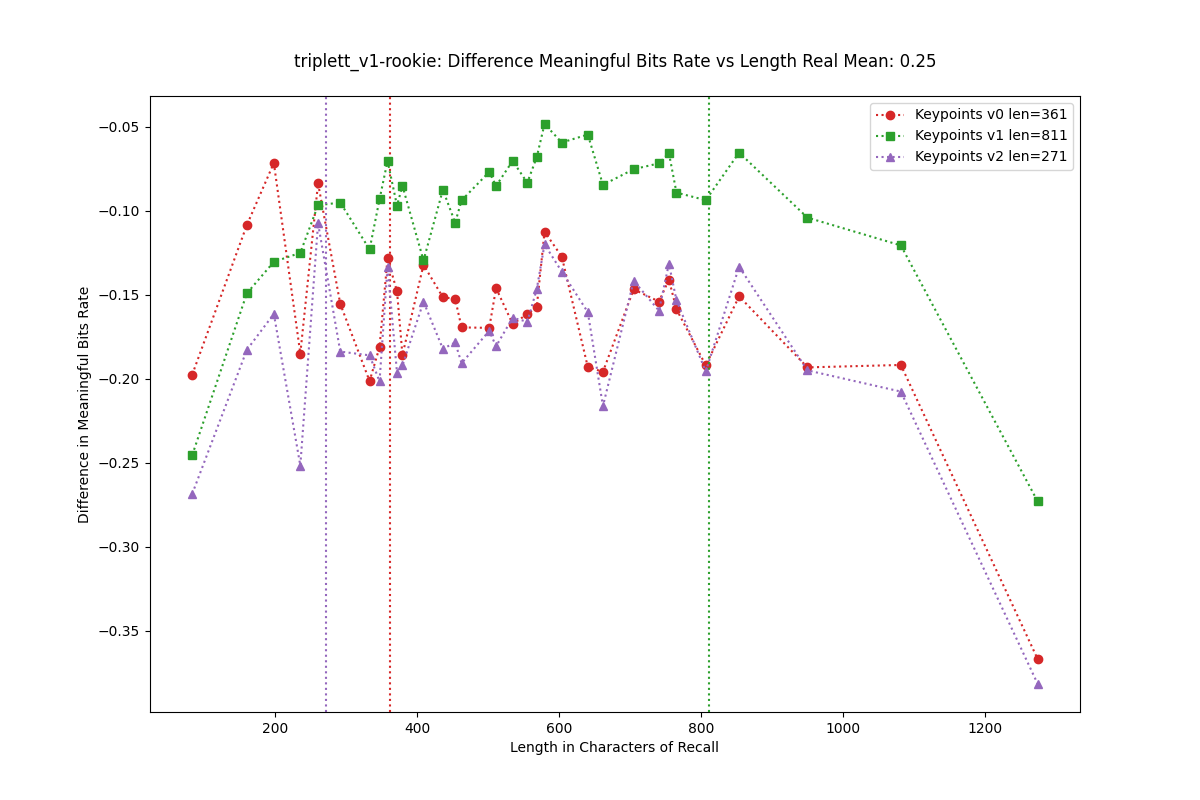 triplett_v1-rookie: Difference Meaningful Bits Rate vs Length Real Mean: 0.25
Keypoints v0 len=361
Keypoints v1 len=811
Keypoints v2 len=271
Difference in Meaningful Bits Rate
−0.05
−0.10
−0.15
−0.20
−0.25
−0.30
−0.35
200 400 600 800 1000 1200
Length in Characters of Recall